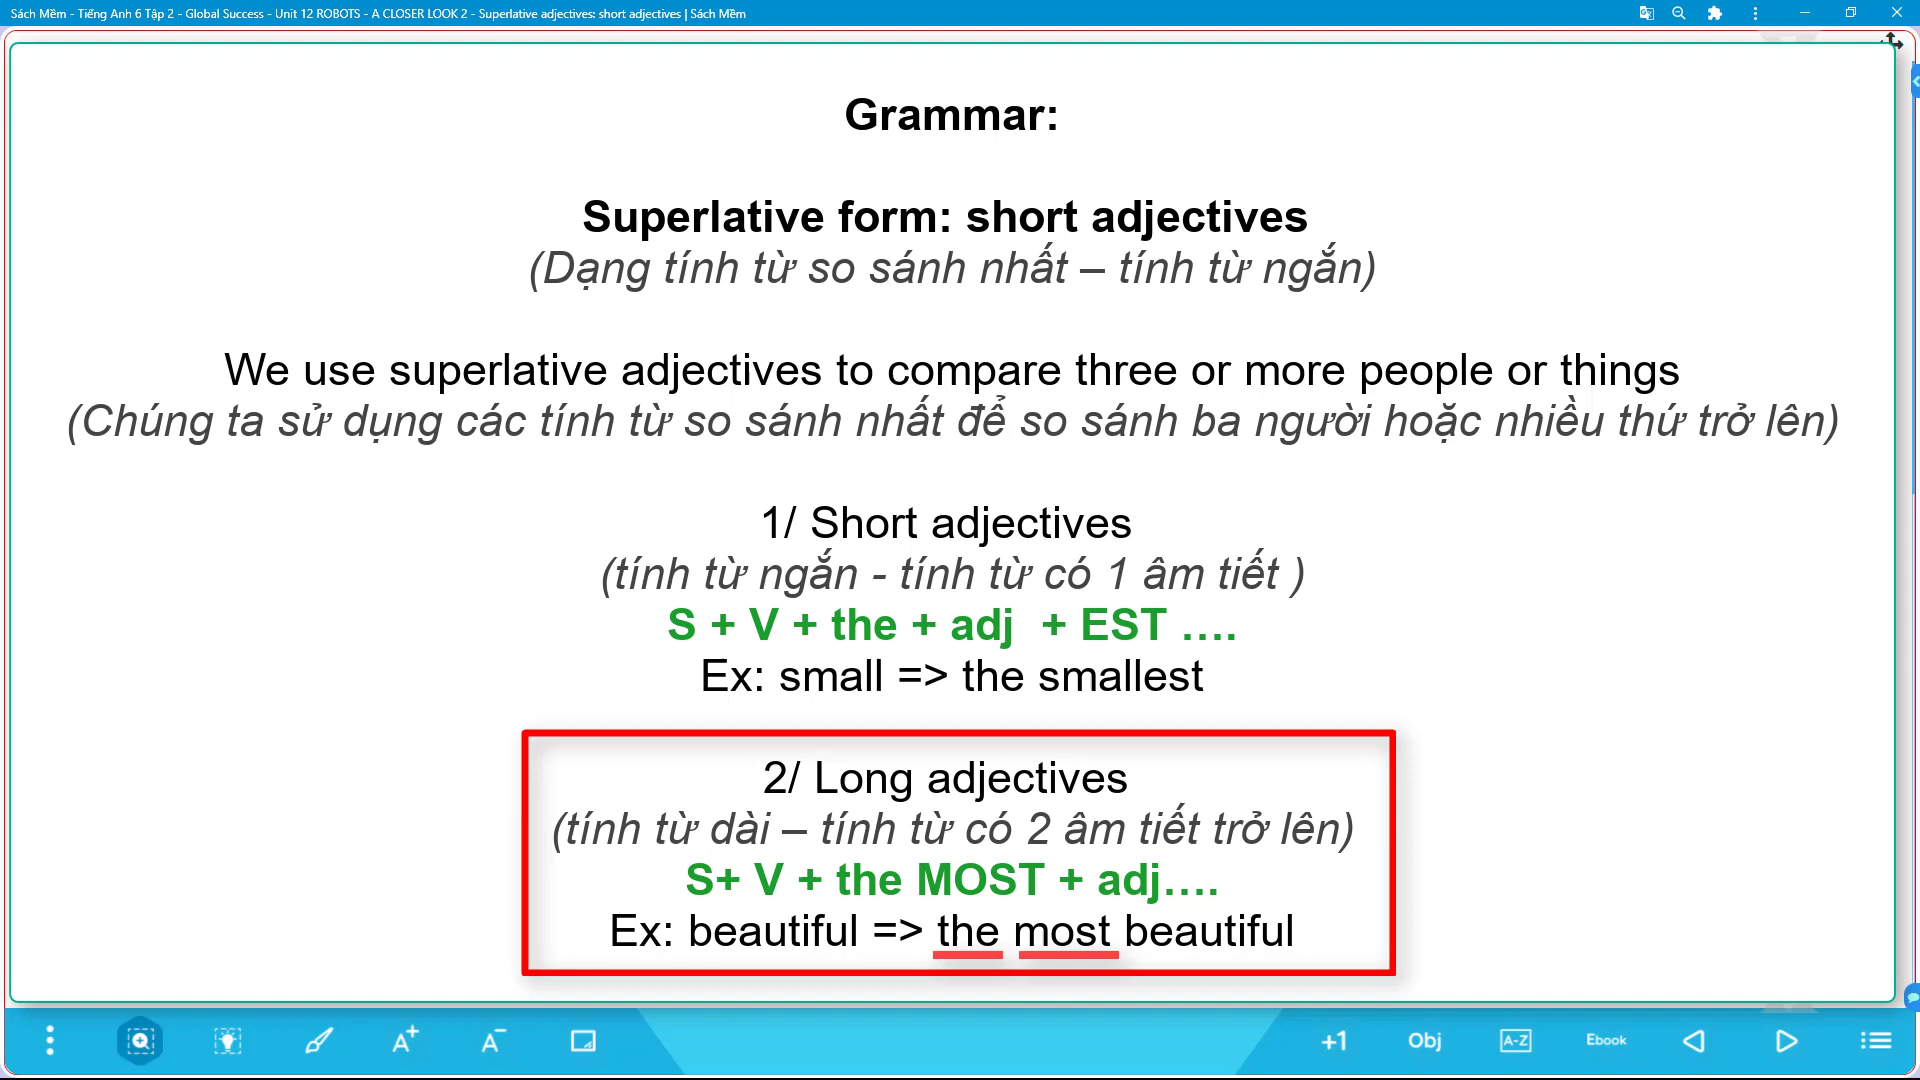 Sách Mềm - Tiếng Anh 6 Tập 2 - Global Success - Unit 12 ROBOTS - A CLOSER LOOK 2 - Superlative adjectives: short adjectives | Sách Mềm
Grammar:
Superlative form: short adjectives
(Dạng tính từ so sánh nhất – tính từ ngắn)
We use superlative adjectives to compare three or more people or things
(Chúng ta sử dụng các tính từ so sánh nhất để so sánh ba người hoặc nhiều thứ trở lên)
1/ Short adjectives
(tính từ ngắn - tính từ có 1 âm tiết )
S + V + the + adj + EST ....
Ex: small => the smallest
2/ Long adjectives
(tính từ dài – tính từ có 2 âm tiết trở lên)
S+ V + the MOST + adj....
Ex: beautiful => the most beautiful
A+ A- +1 Obj A-Z Ebook